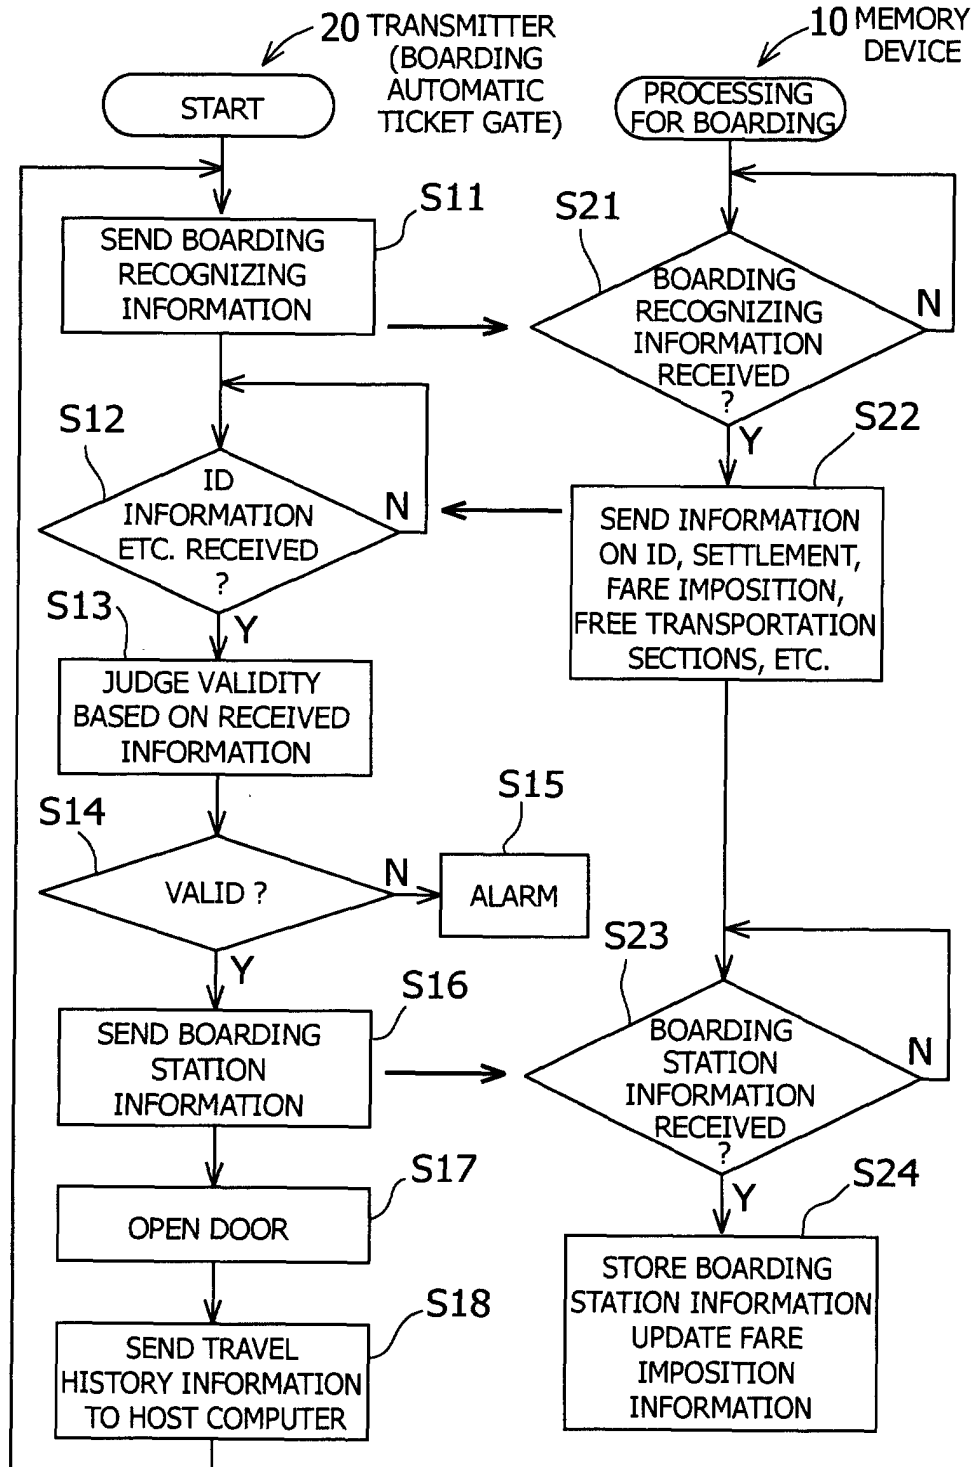 20 TRANSMITTER
(BOARDING
AUTOMATIC
TICKET GATE)
10 MEMORY
DEVICE
START
PROCESSING
FOR BOARDING
S11
SEND BOARDING
RECOGNIZING
INFORMATION
S21
BOARDING
RECOGNIZING
INFORMATION
RECEIVED
?
N
Y
S12
ID
INFORMATION
ETC. RECEIVED
?
N
Y
S22
SEND INFORMATION
ON ID, SETTLEMENT,
FARE IMPOSITION,
FREE TRANSPORTATION
SECTIONS, ETC.
S13
JUDGE VALIDITY
BASED ON RECEIVED
INFORMATION
S14
VALID ?
N
Y
S15
ALARM
S16
SEND BOARDING
STATION
INFORMATION
S23
BOARDING
STATION
INFORMATION
RECEIVED
?
N
Y
S17
OPEN DOOR
S24
STORE BOARDING
STATION INFORMATION
UPDATE FARE
IMPOSITION
INFORMATION
S18
SEND TRAVEL
HISTORY INFORMATION
TO HOST COMPUTER